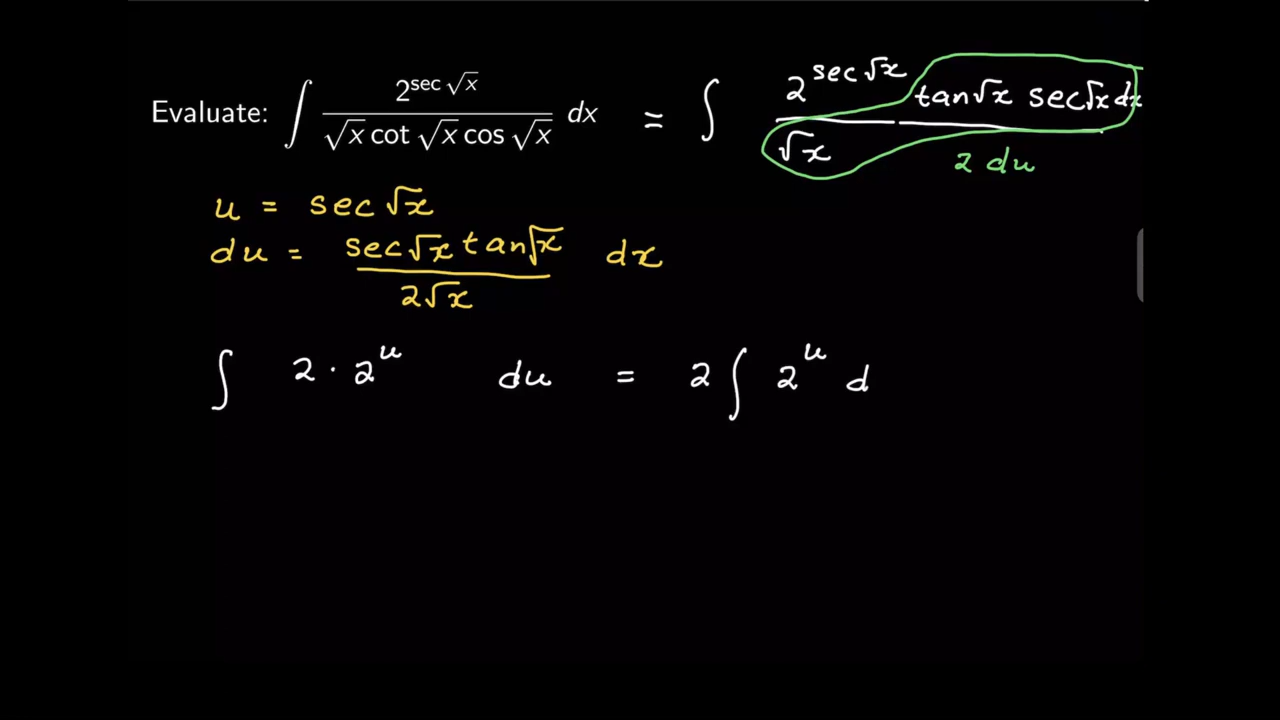 Evaluate: ∫ 2^{sec √x} / (√x cot √x cos √x) dx = ∫ 2^{sec √x} tan√x sec√x dx / √x
2 du
u = sec √x
du = sec√x tan√x / 2√x dx
∫ 2 · 2^u du = 2 ∫ 2^u d